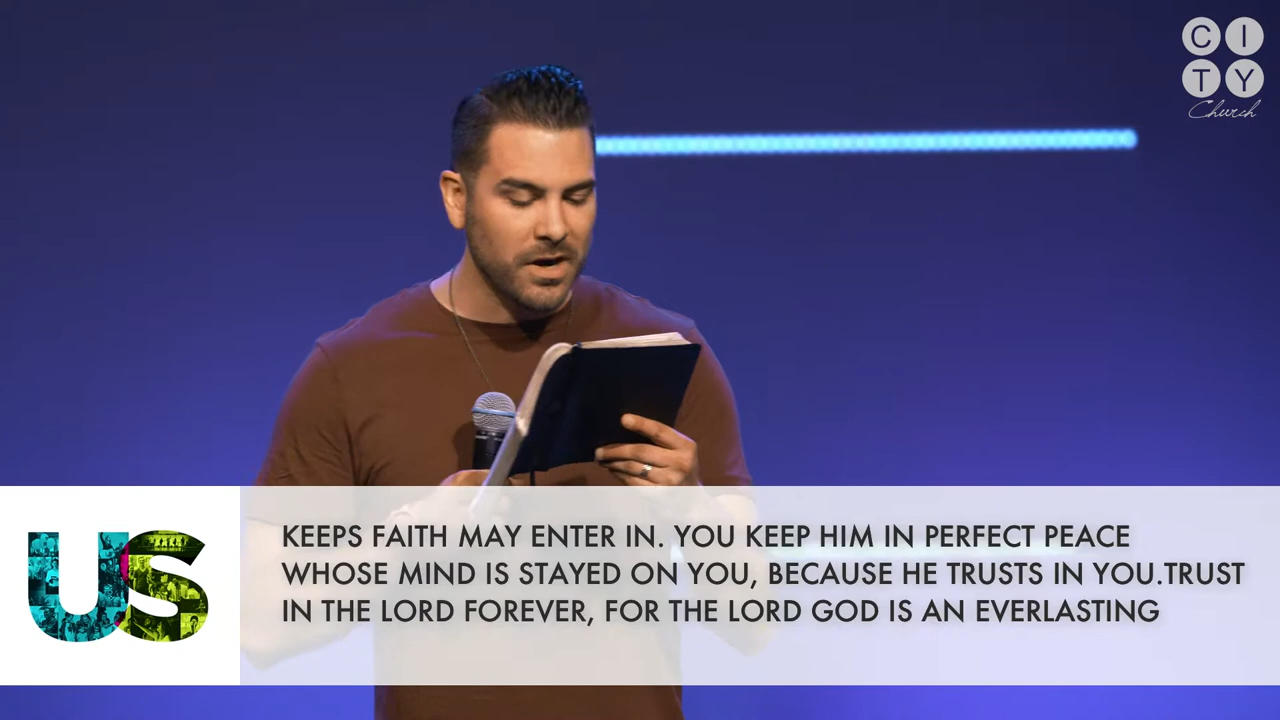 C I
T Y
Church
US
KEEPS FAITH MAY ENTER IN. YOU KEEP HIM IN PERFECT PEACE
WHOSE MIND IS STAYED ON YOU, BECAUSE HE TRUSTS IN YOU.TRUST
IN THE LORD FOREVER, FOR THE LORD GOD IS AN EVERLASTING